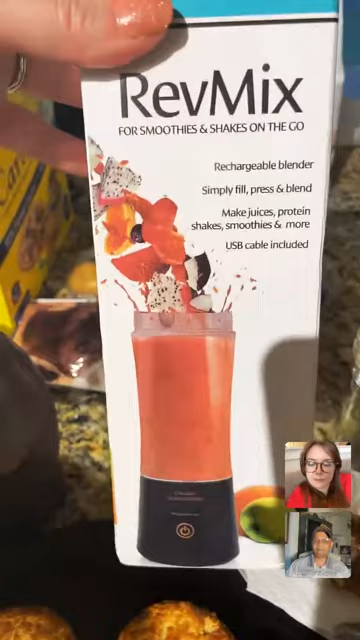 RevMix
FOR SMOOTHIES & SHAKES ON THE GO
Rechargeable blender
Simply fill, press & blend
Make juices, protein
shakes, smoothies & more
USB cable included